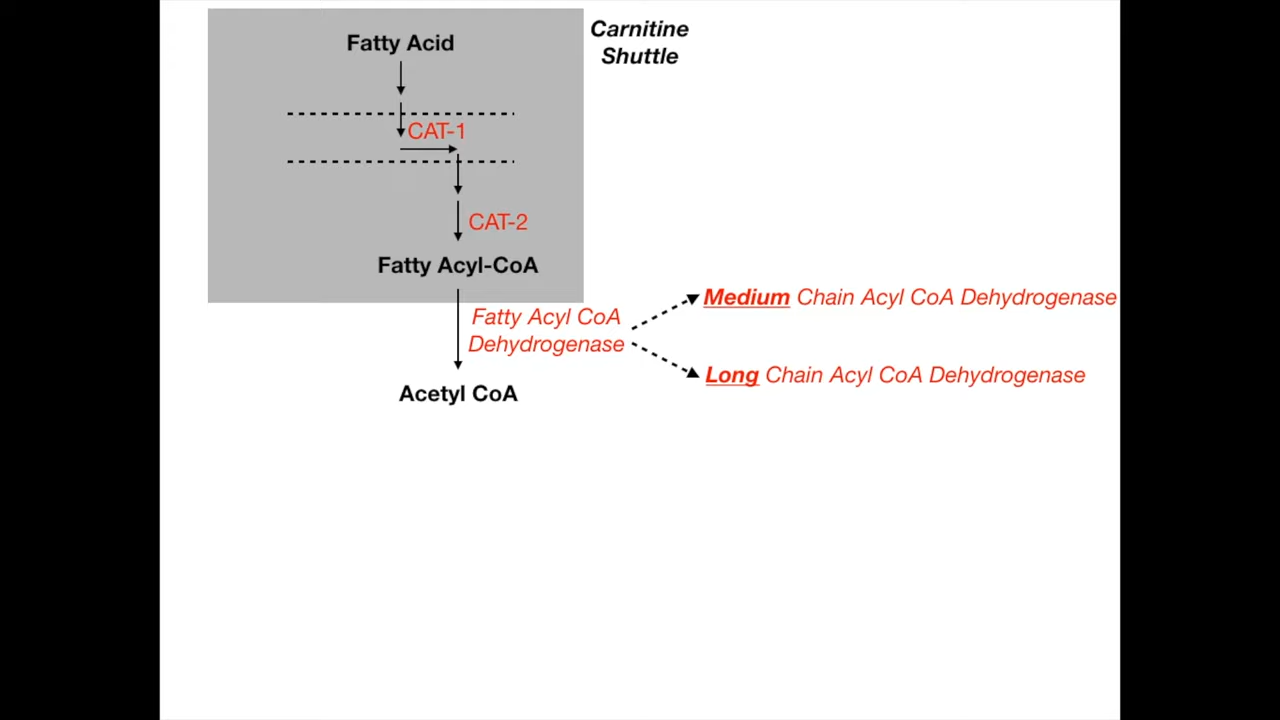 Fatty Acid
Carnitine
Shuttle
CAT-1
CAT-2
Fatty Acyl-CoA
Fatty Acyl CoA
Dehydrogenase
Medium Chain Acyl CoA Dehydrogenase
Long Chain Acyl CoA Dehydrogenase
Acetyl CoA